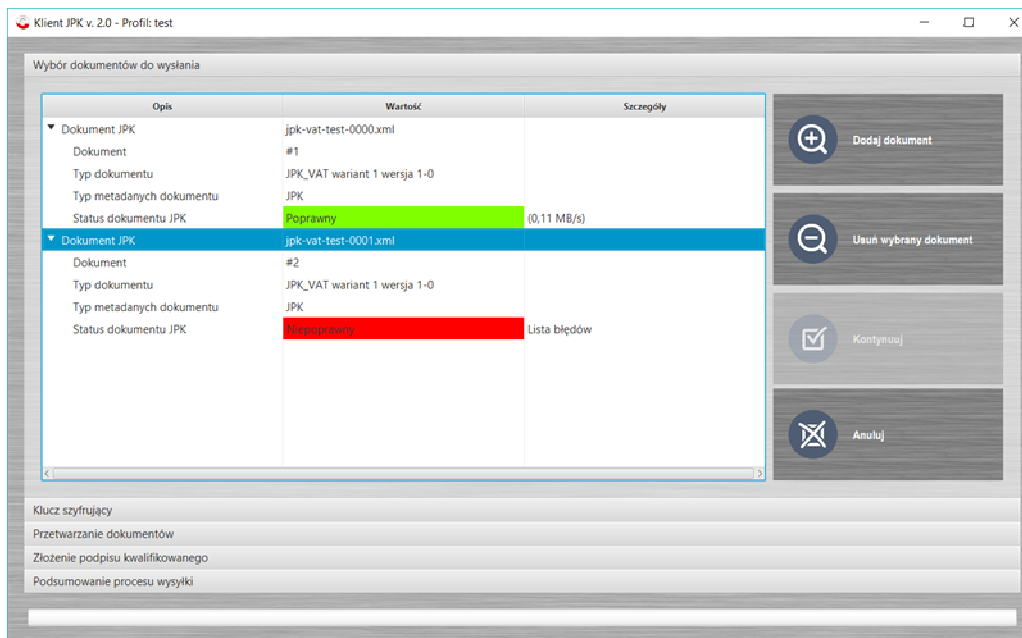 Klient JPK v. 2.0 - Profil: test
Wybór dokumentów do wysłania
Opis Wartość Szczegóły
Dokument JPK jpk-vat-test-0000.xml
Dokument #1
Typ dokumentu JPK_VAT wariant 1 wersja 1-0
Typ metadanych dokumentu JPK
Status dokumentu JPK Poprawny (0,11 MB/s)
Dokument JPK jpk-vat-test-0001.xml
Dokument #2
Typ dokumentu JPK_VAT wariant 1 wersja 1-0
Typ metadanych dokumentu JPK
Status dokumentu JPK Niepoprawny Lista błędów
Dodaj dokument
Usuń wybrany dokument
Kontynuuj
Anuluj
Klucz szyfrujący
Przetwarzanie dokumentów
Złożenie podpisu kwalifikowanego
Podsumowanie procesu wysyłki